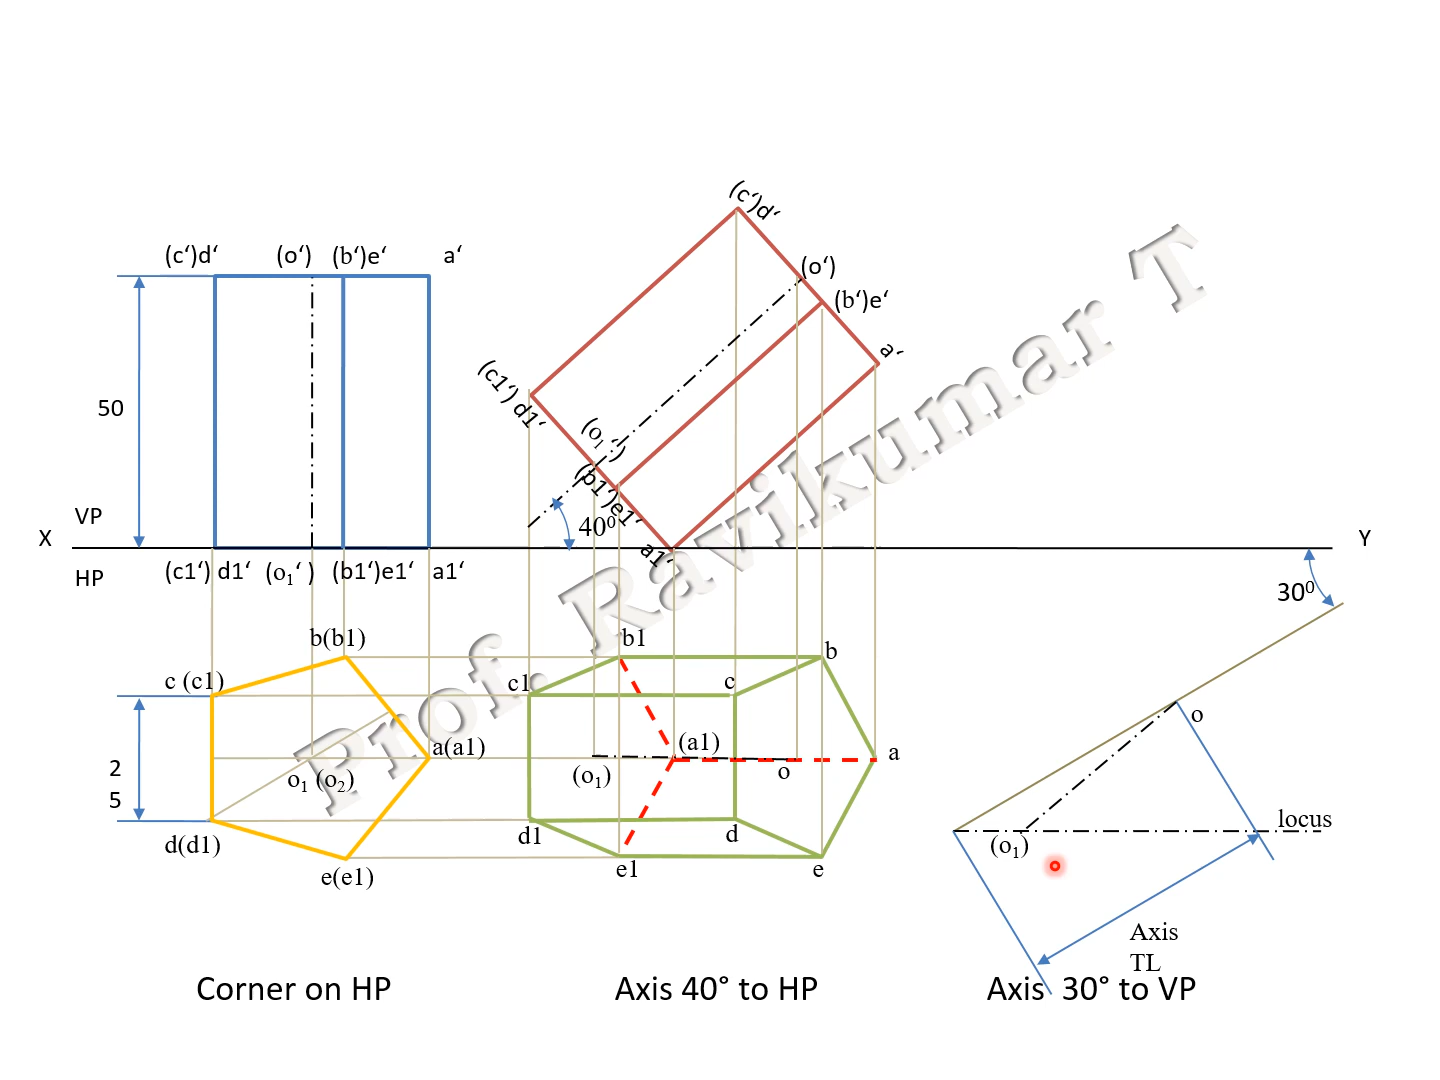 (c‘)d‘
(c‘)d‘
(o‘)
(b‘)e‘
a‘
(o‘)
(b‘)e‘
a‘
(c1‘) d1‘
50
(o₁‘)
(b1‘)e1‘
VP
40⁰
X
Y
a1‘
HP
(c1‘) d1‘
(o₁‘ )
(b1‘)e1‘
a1‘
30⁰
Prof. Ravikumar T
b(b1)
b1
b
c (c1)
c1
c
o
a(a1)
(a1)
a
2
5
o₁ (o₂)
(o₁)
o
locus
d(d1)
d1
d
(o₁)
e(e1)
e1
e
Axis
TL
Corner on HP
Axis 40° to HP
Axis 30° to VP